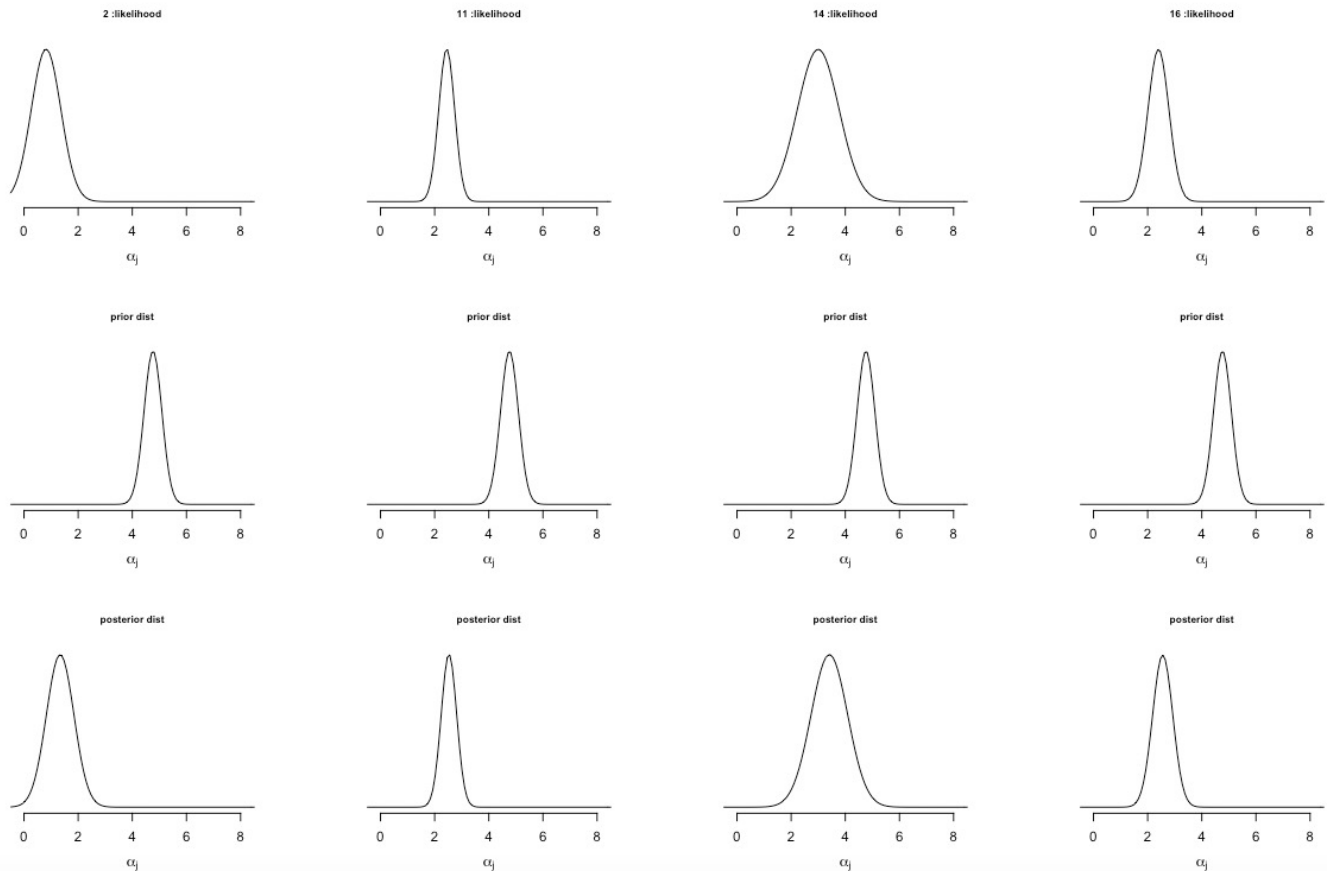 2 :likelihood 11 :likelihood 14 :likelihood 16 :likelihood
0 2 4 6 8 0 2 4 6 8 0 2 4 6 8 0 2 4 6 8
αj αj αj αj
prior dist prior dist prior dist prior dist
0 2 4 6 8 0 2 4 6 8 0 2 4 6 8 0 2 4 6 8
αj αj αj αj
posterior dist posterior dist posterior dist posterior dist
0 2 4 6 8 0 2 4 6 8 0 2 4 6 8 0 2 4 6 8
αj αj αj αj